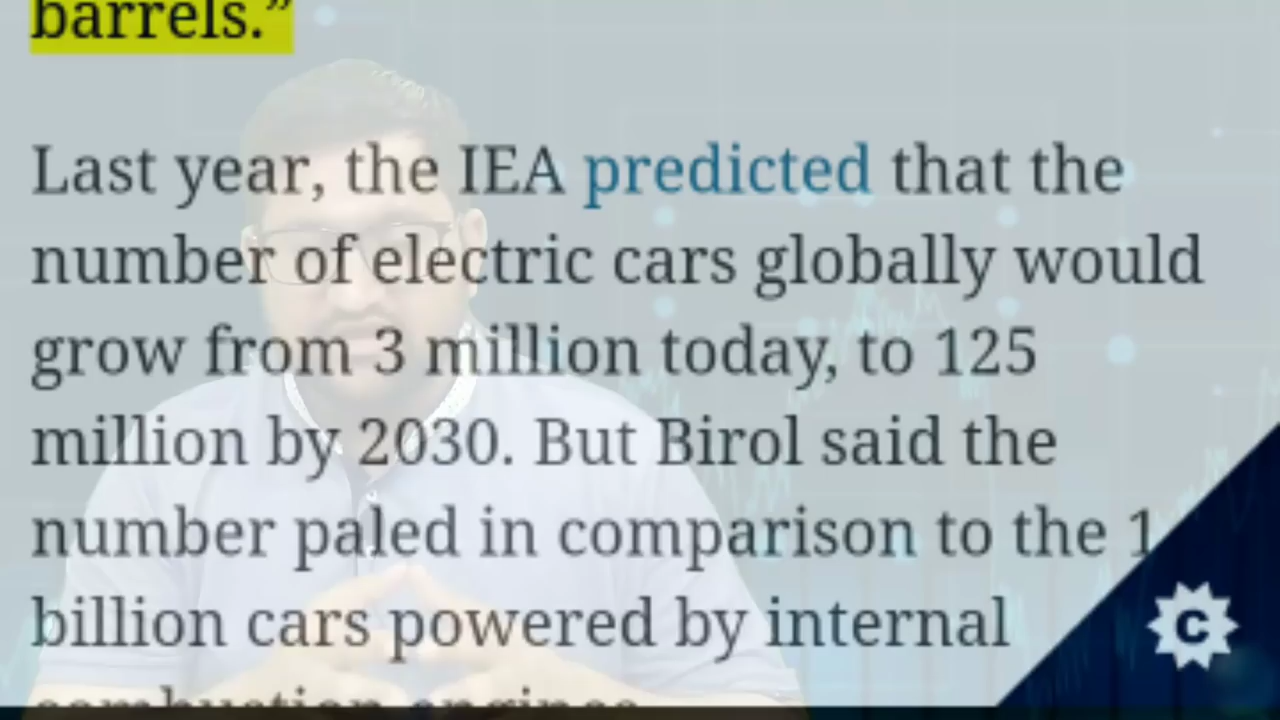 barrels.”
Last year, the IEA predicted that the
number of electric cars globally would
grow from 3 million today, to 125
million by 2030. But Birol said the
number paled in comparison to the 1
billion cars powered by internal
combustion engines
C